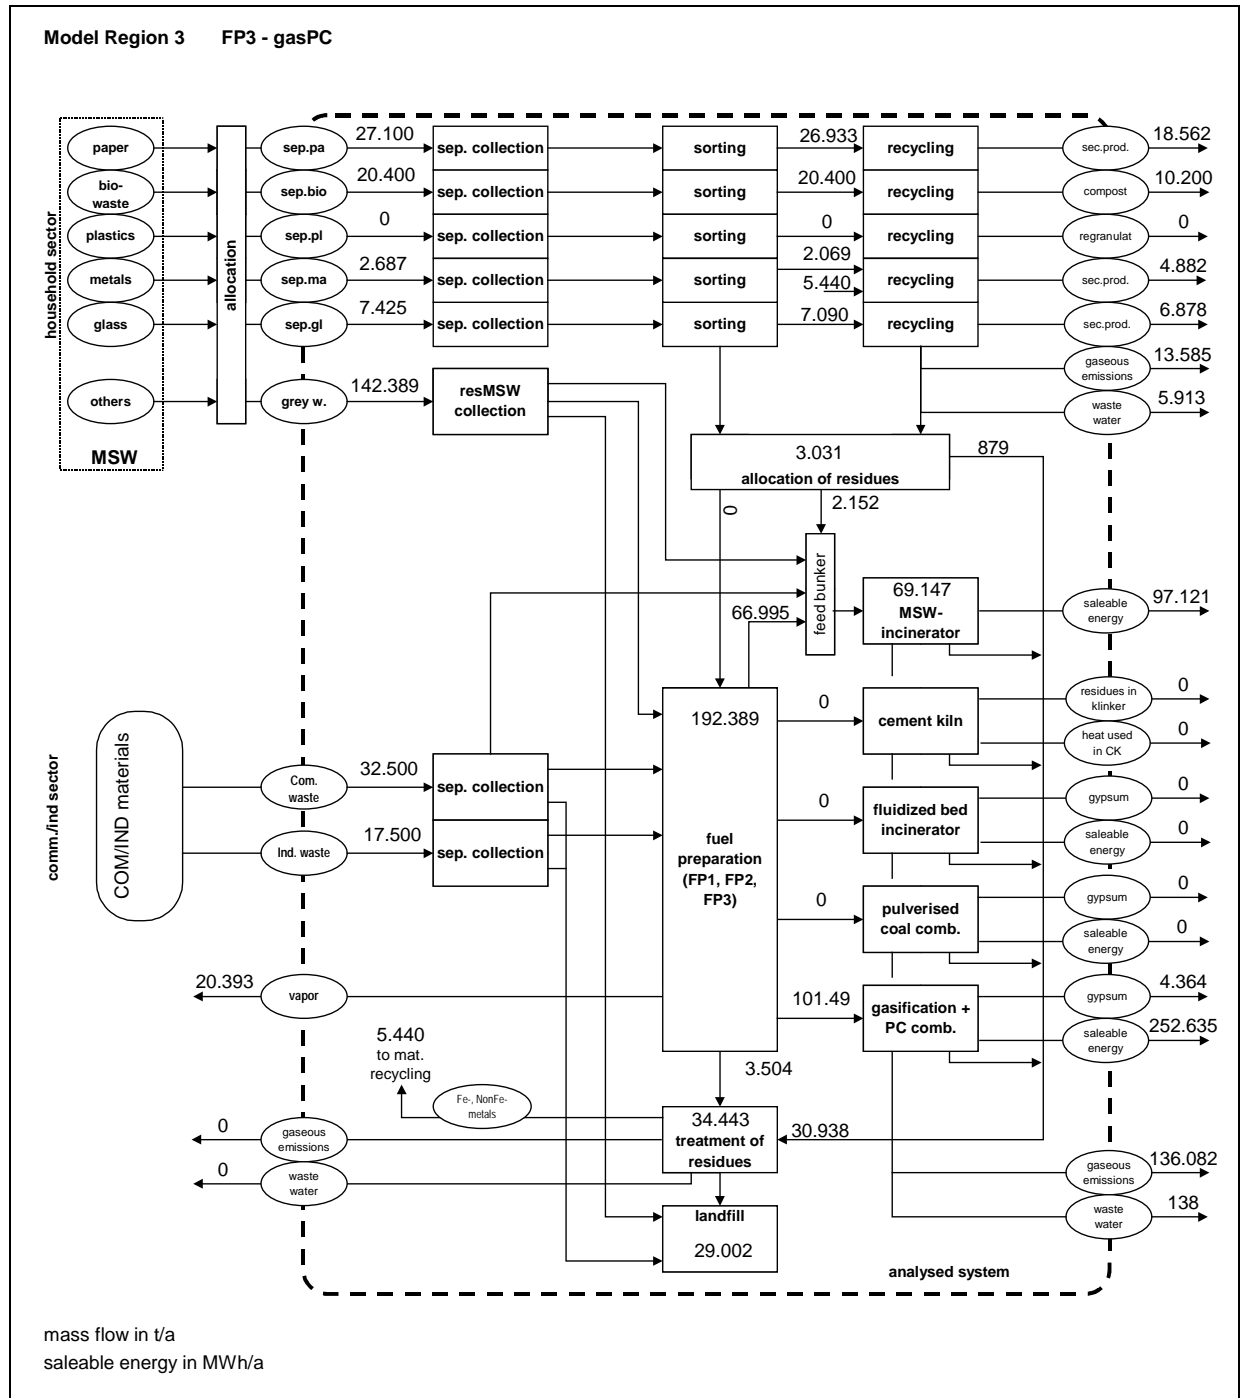 Model Region 3 FP3 - gasPC
household sector
paper
bio-
waste
plastics
metals
glass
others
MSW
allocation
sep.pa
sep.bio
sep.pl
sep.ma
sep.gl
grey w.
27.100
20.400
0
2.687
7.425
142.389
sep. collection
sep. collection
sep. collection
sep. collection
sep. collection
resMSW
collection
sorting
sorting
sorting
sorting
sorting
26.933
20.400
0
2.069
5.440
7.090
recycling
recycling
recycling
recycling
recycling
sec.prod.
18.562
compost
10.200
regranulat
0
sec.prod.
4.882
sec.prod.
6.878
gaseous
emissions
13.585
waste
water
5.913
3.031
allocation of residues
879
0
2.152
feed bunker
66.995
69.147
MSW-
incinerator
saleable
energy
97.121
comm./ind sector
COM/IND materials
Com.
waste
32.500
sep. collection
Ind. waste
17.500
sep. collection
192.389
fuel
preparation
(FP1, FP2,
FP3)
0
cement kiln
residues in
klinker
0
heat used
in CK
0
0
fluidized bed
incinerator
gypsum
0
saleable
energy
0
0
pulverised
coal comb.
gypsum
0
saleable
energy
0
101.49
gasification +
PC comb.
gypsum
4.364
saleable
energy
252.635
20.393
vapor
5.440
to mat.
recycling
Fe-, NonFe-
metals
3.504
34.443
treatment of
residues
30.938
0
gaseous
emissions
0
waste
water
landfill
29.002
gaseous
emissions
136.082
waste
water
138
analysed system
mass flow in t/a
saleable energy in MWh/a